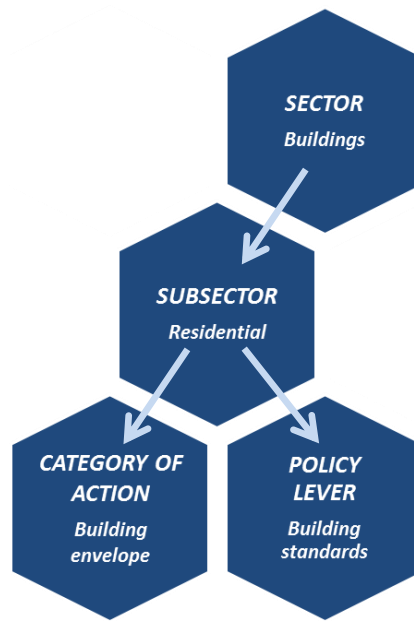 SECTOR
Buildings
SUBSECTOR
Residential
CATEGORY OF
ACTION
Building
envelope
POLICY
LEVER
Building
standards